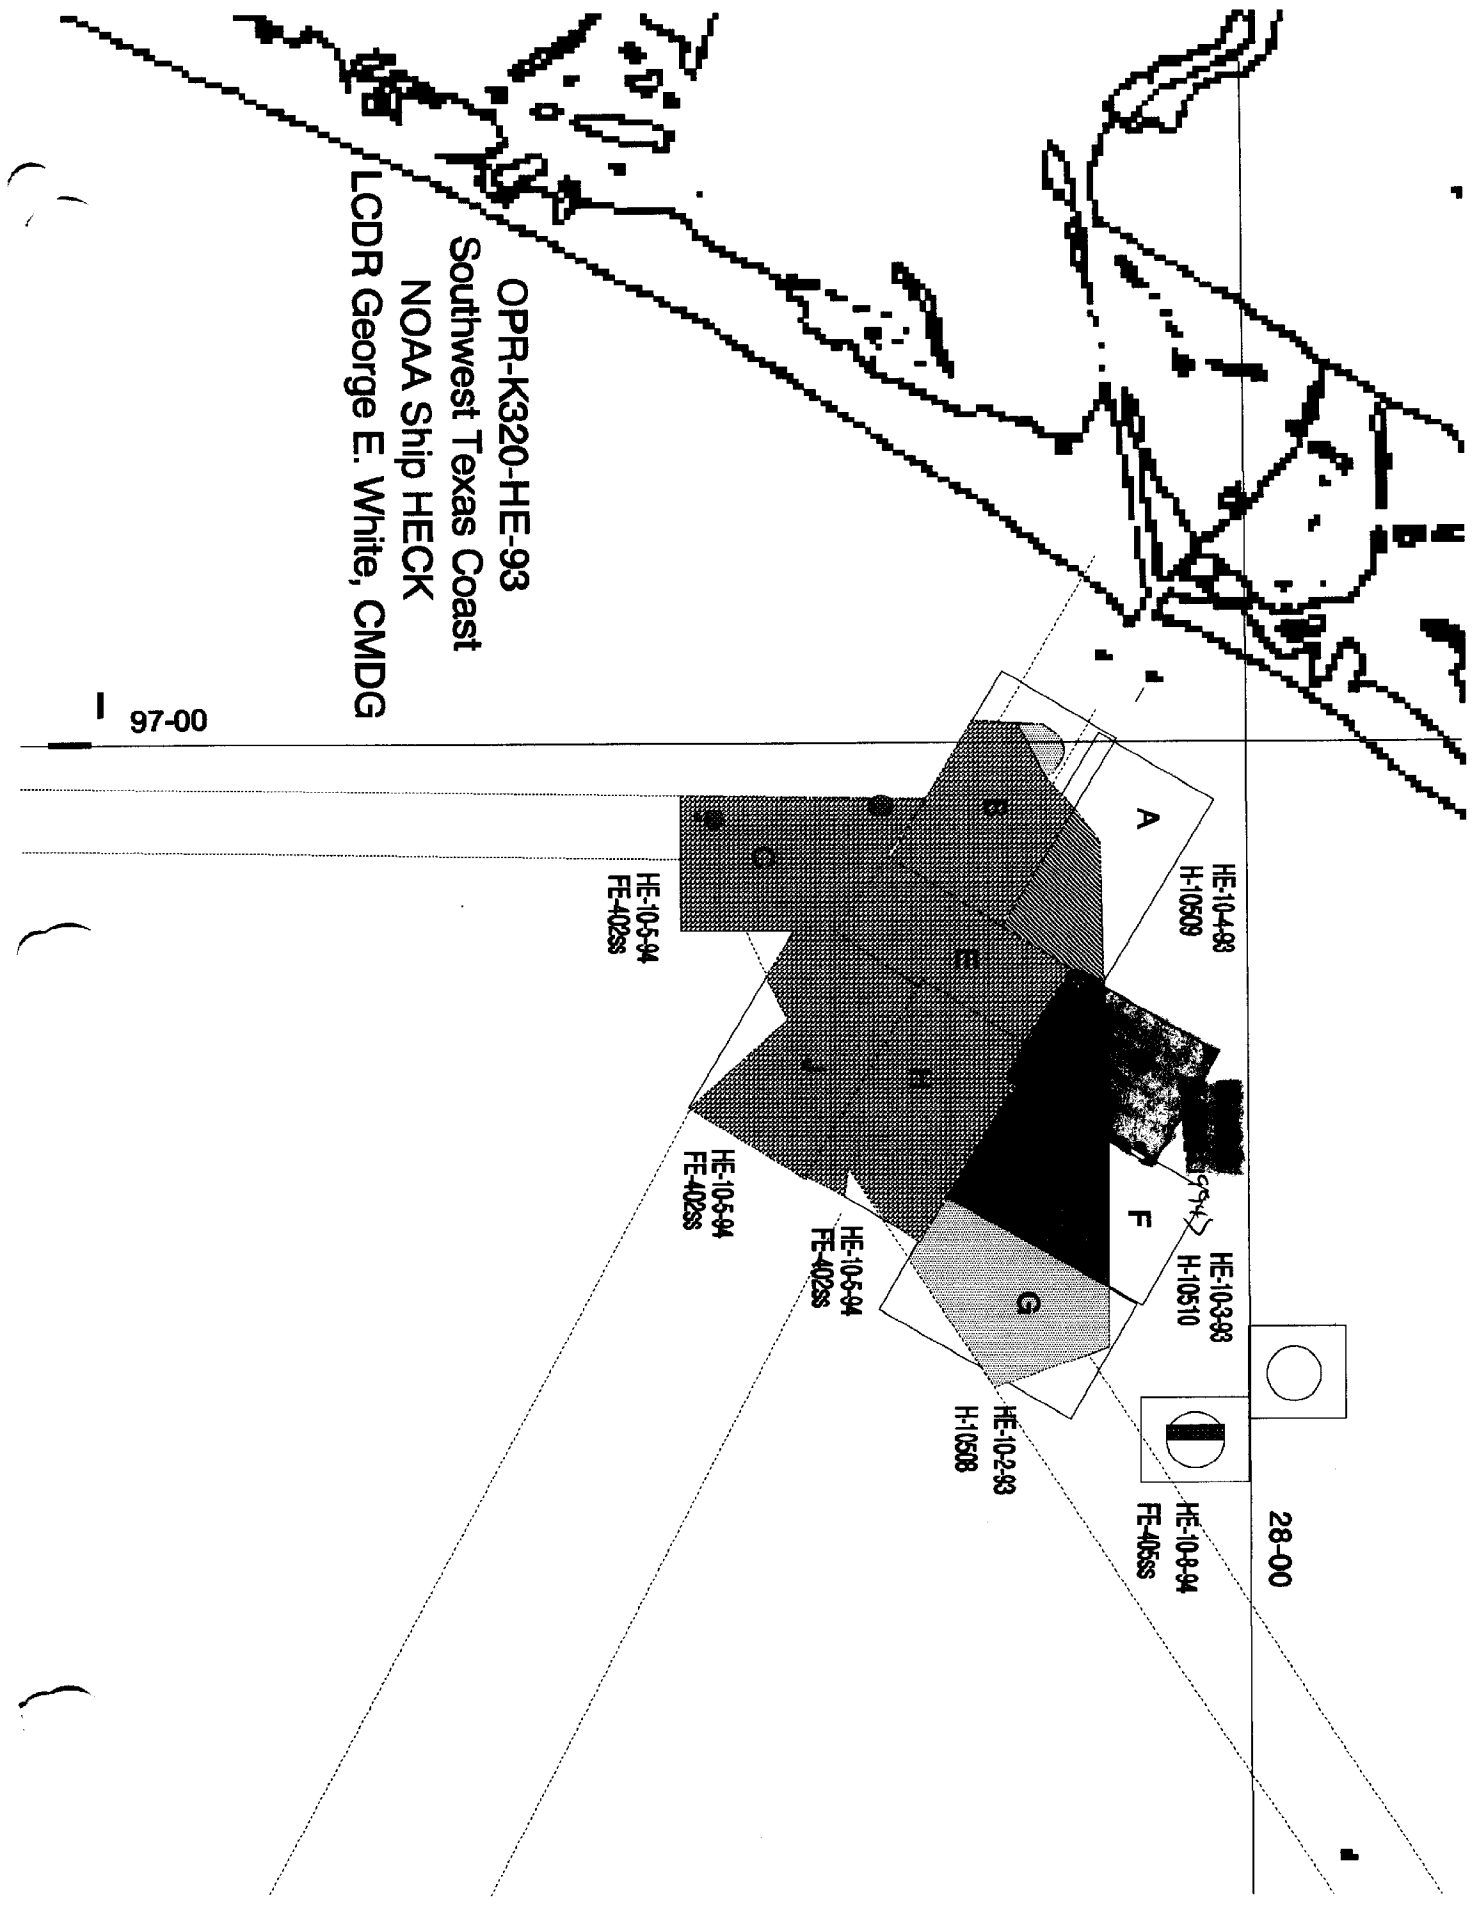 OPR-K320-HE-93
Southwest Texas Coast
NOAA Ship HECK
LCDR George E. White, CMDG
97-00
28-00
A
HE-10-4-93
H-10509
B
C
HE-10-5-94
FE-402ss
E
F
HE-10-3-93
H-10510
H
J
HE-10-5-94
FE-402ss
HE-10-5-94
FE-402ss
G
HE-10-2-93
H-10508
HE-10-8-94
FE-405ss